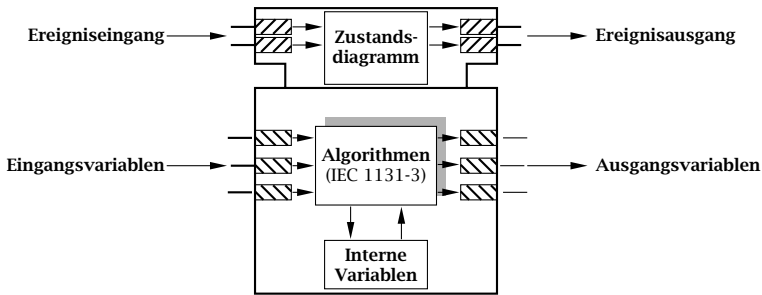 Ereigniseingang
Zustands-
diagramm
Ereignisausgang
Eingangsvariablen
Algorithmen
(IEC 1131-3)
Ausgangsvariablen
Interne
Variablen